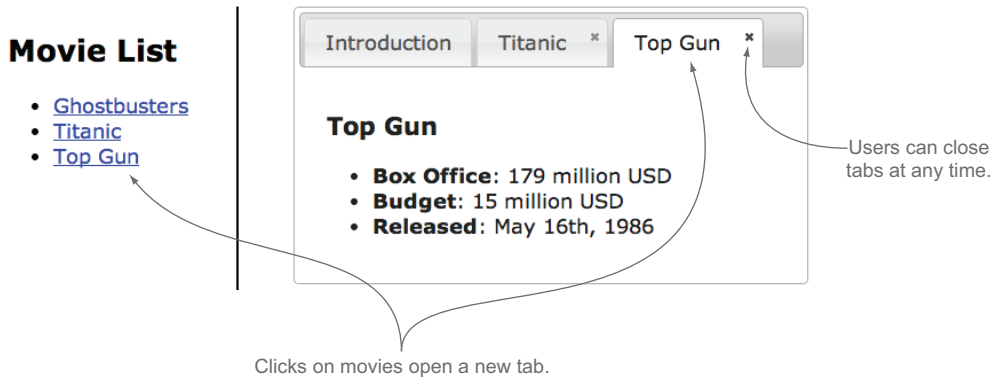 Movie List
• Ghostbusters
• Titanic
• Top Gun
Introduction
Titanic ×
Top Gun ×
Top Gun
• Box Office: 179 million USD
• Budget: 15 million USD
• Released: May 16th, 1986
Users can close
tabs at any time.
Clicks on movies open a new tab.